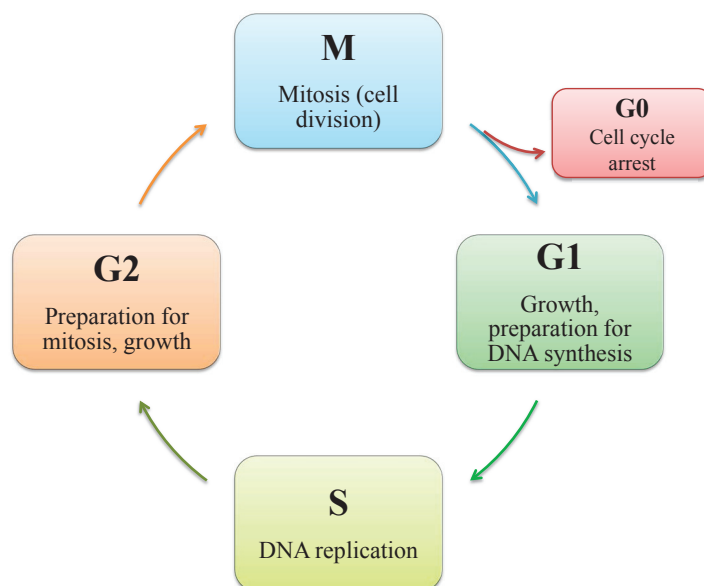 M
Mitosis (cell
division)
G0
Cell cycle
arrest
G1
Growth,
preparation for
DNA synthesis
G2
Preparation for
mitosis, growth
S
DNA replication